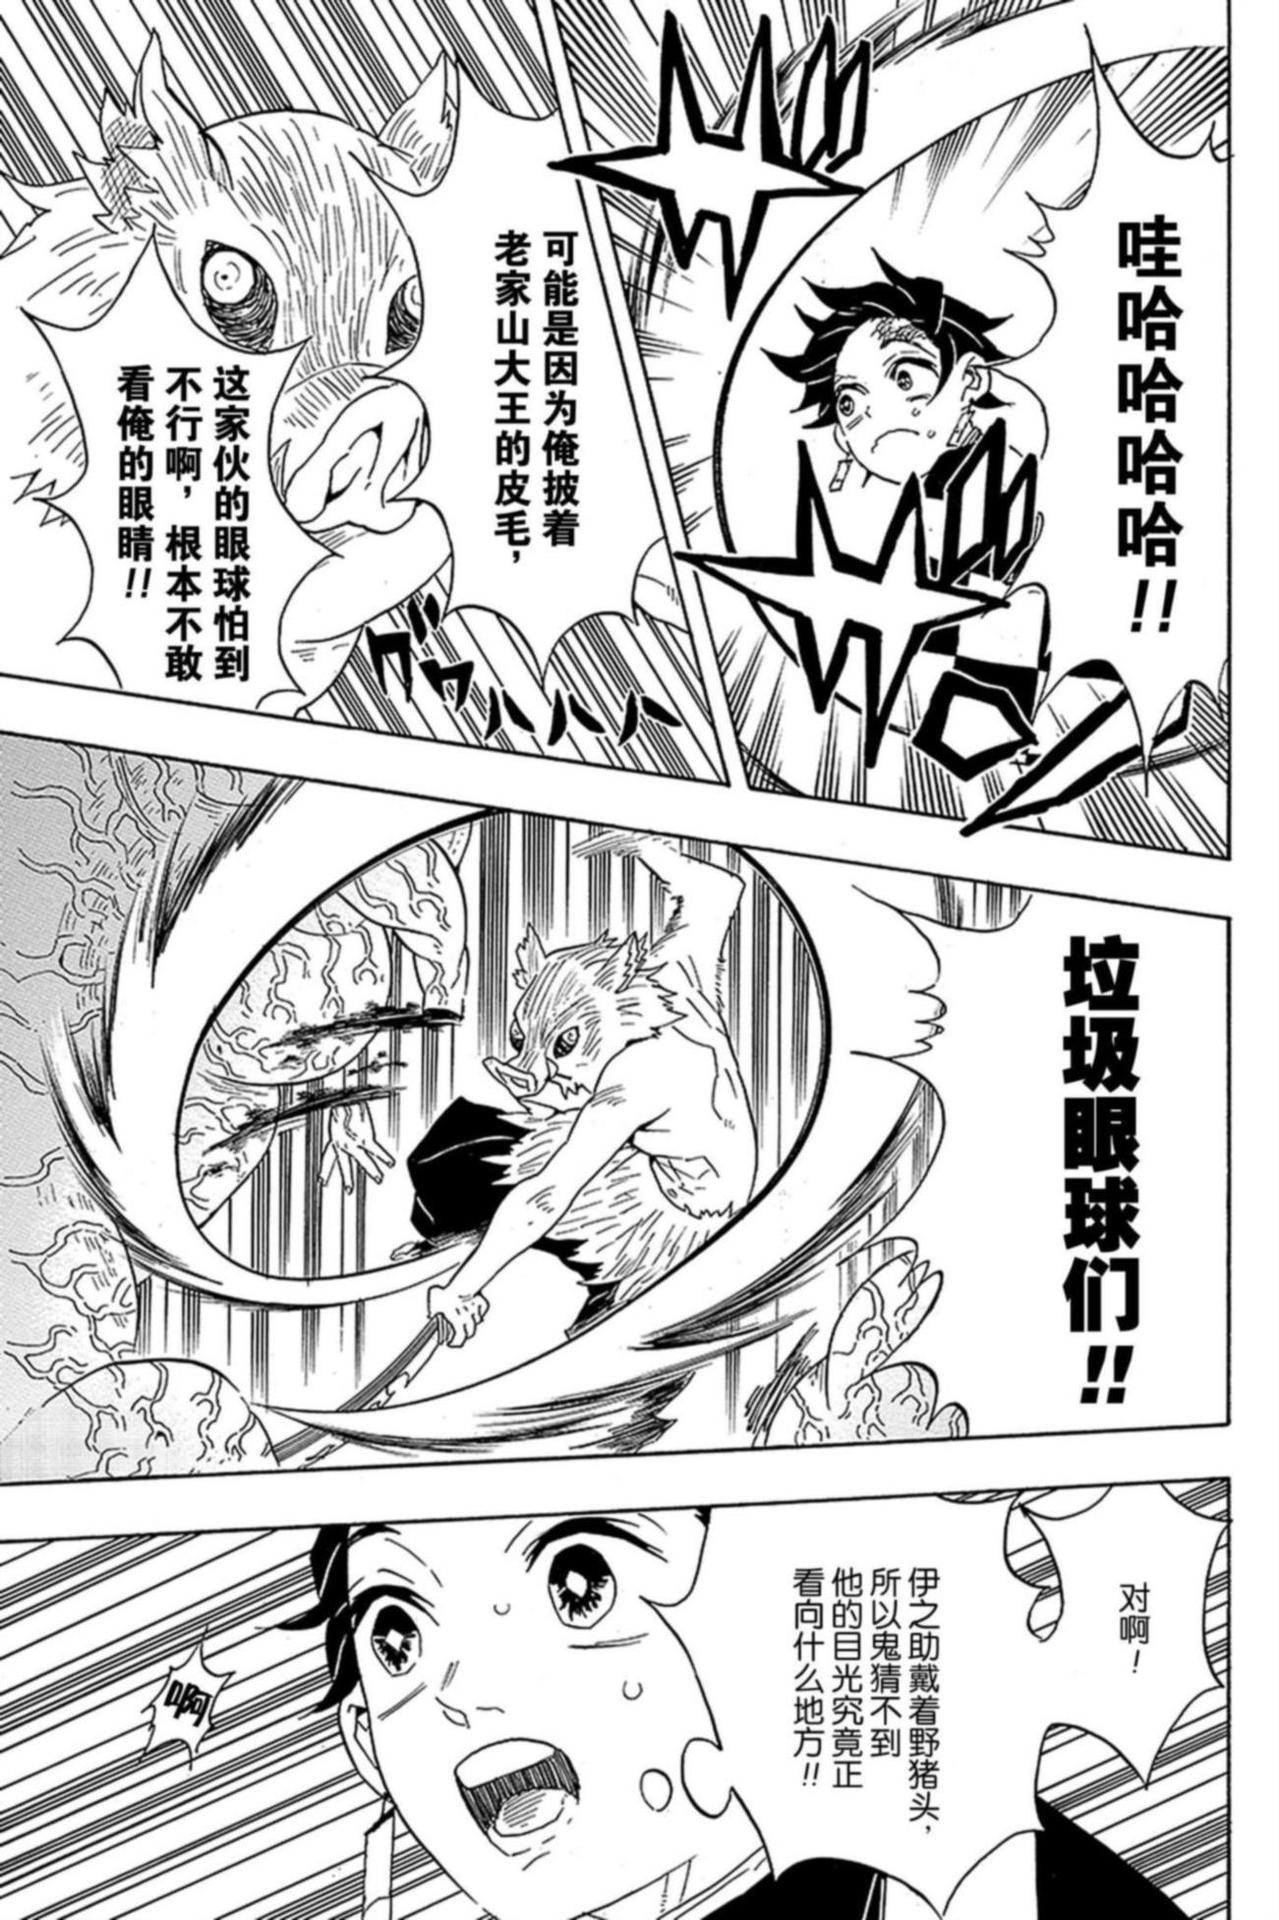 哇哈哈哈哈!!
可能是因为俺披着
老家山大王的皮毛，
这家伙的眼球怕到
不行啊，根本不敢
看俺的眼睛!!
グウハハハ
垃圾眼球们!!
对啊!
伊之助戴着野猪头，
所以鬼猜不到
他的目光究竟正
看向什么地方!!
啊